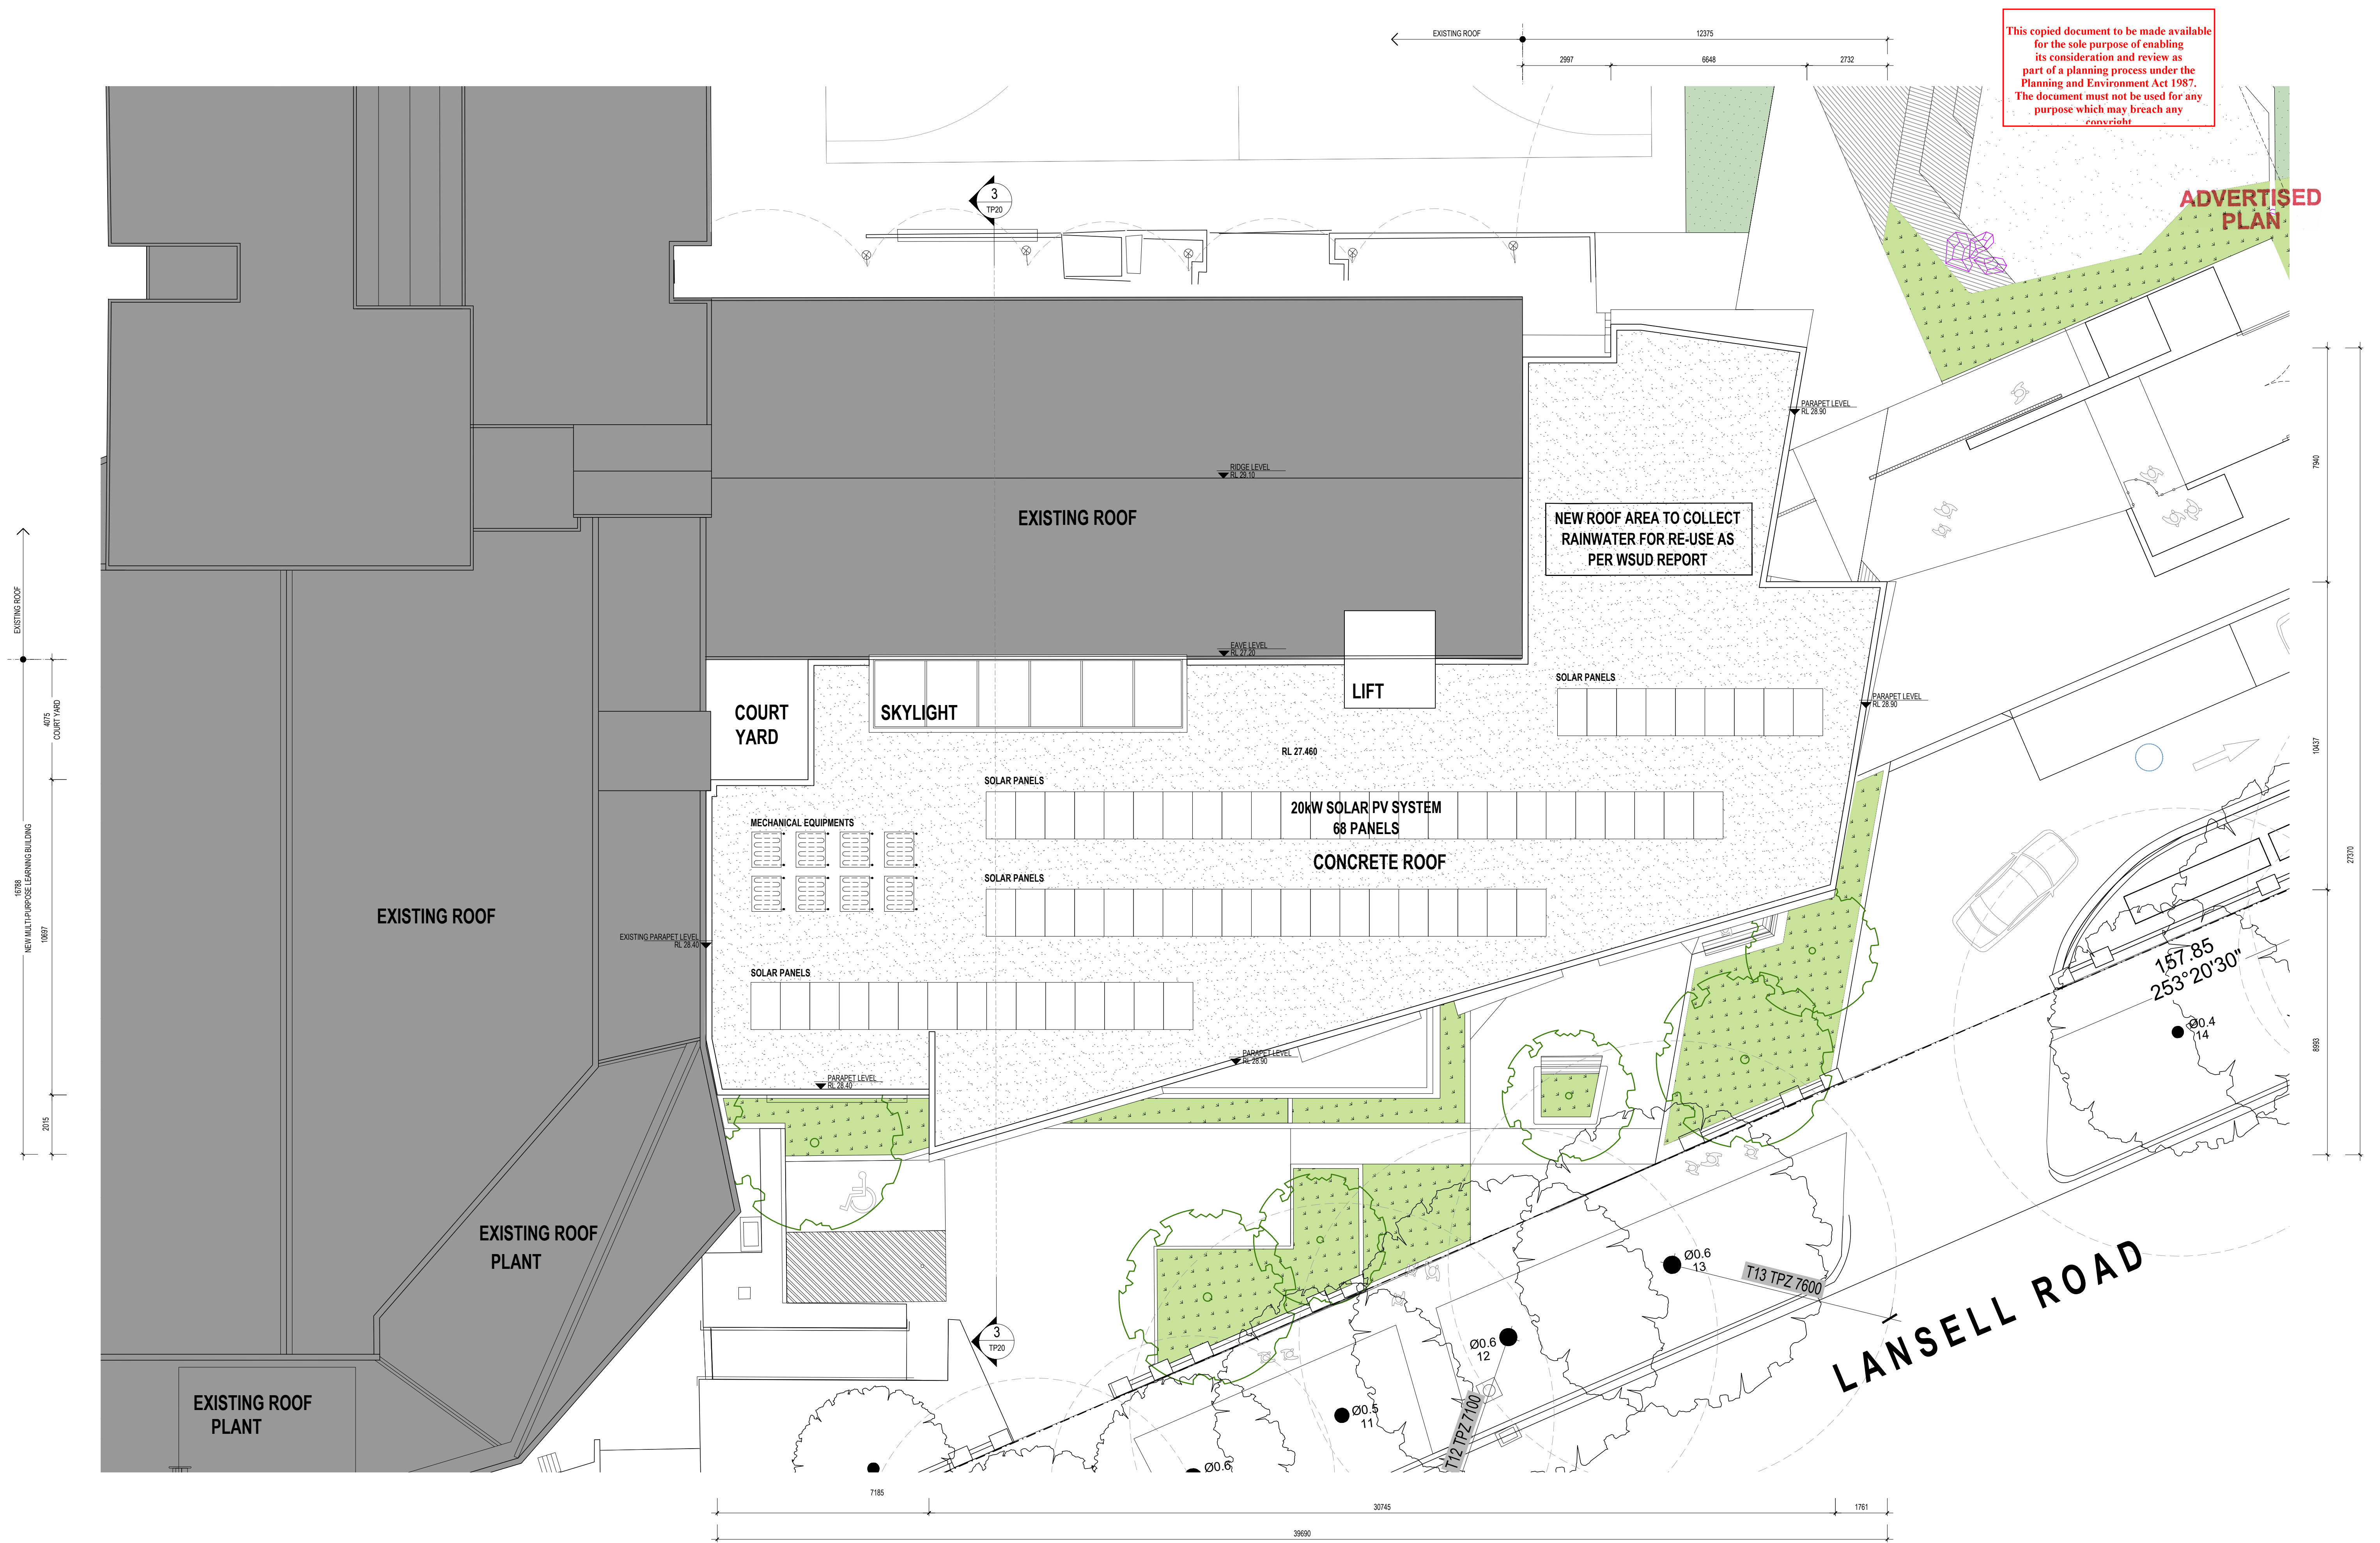 EXISTING ROOF
12375
2997
6648
2732
This copied document to be made available
for the sole purpose of enabling
its consideration and review as
part of a planning process under the
Planning and Environment Act 1987.
The document must not be used for any
purpose which may breach any
copyright
ADVERTISED
PLAN
3
TP20
PARAPET LEVEL
RL 28.90
RIDGE LEVEL
RL 29.10
EXISTING ROOF
NEW ROOF AREA TO COLLECT
RAINWATER FOR RE-USE AS
PER WSUD REPORT
7940
EXISTING ROOF
EAVE LEVEL
RL 27.20
LIFT
SOLAR PANELS
PARAPET LEVEL
RL 28.90
COURT
YARD
SKYLIGHT
4075
COURT YARD
RL 27.460
10437
SOLAR PANELS
20kW SOLAR PV SYSTEM
68 PANELS
MECHANICAL EQUIPMENTS
CONCRETE ROOF
SOLAR PANELS
27370
16788
NEW MULTI-PURPOSE LEARNING BUILDING
10697
EXISTING ROOF
EXISTING PARAPET LEVEL
RL 28.40
SOLAR PANELS
157.85
253°20'30"
Ø0.4
14
8993
PARAPET LEVEL
RL 28.90
PARAPET LEVEL
RL 28.40
2015
EXISTING ROOF
PLANT
Ø0.6
13
T13 TPZ 7600
LANSELL ROAD
3
TP20
Ø0.6
12
EXISTING ROOF
PLANT
Ø0.5
11
T12 TPZ 7100
Ø0.6
7185
30745
1761
39690